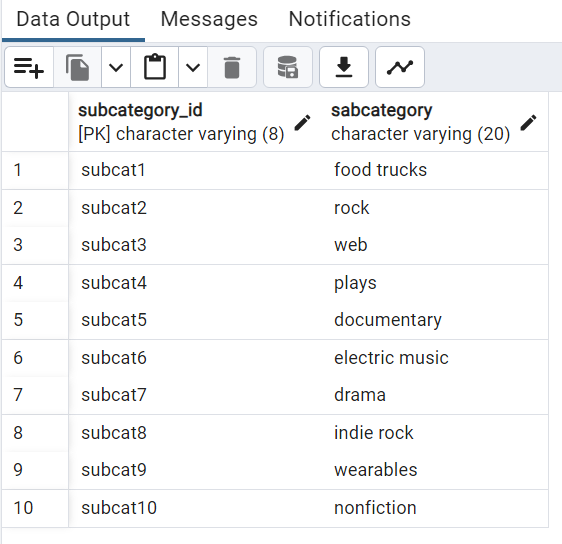 Data Output Messages Notifications
subcategory_id sabcategory
[PK] character varying (8) character varying (20)
1 subcat1 food trucks
2 subcat2 rock
3 subcat3 web
4 subcat4 plays
5 subcat5 documentary
6 subcat6 electric music
7 subcat7 drama
8 subcat8 indie rock
9 subcat9 wearables
10 subcat10 nonfiction